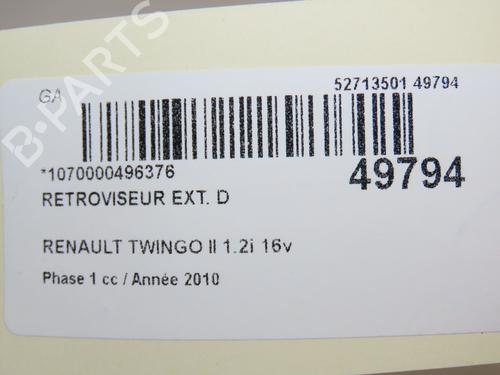 B-PARTS
GA
52713501 49794
*1070000496376
49794
RETROVISEUR EXT. D
RENAULT TWINGO II 1.2i 16v
Phase 1 cc / Année 2010